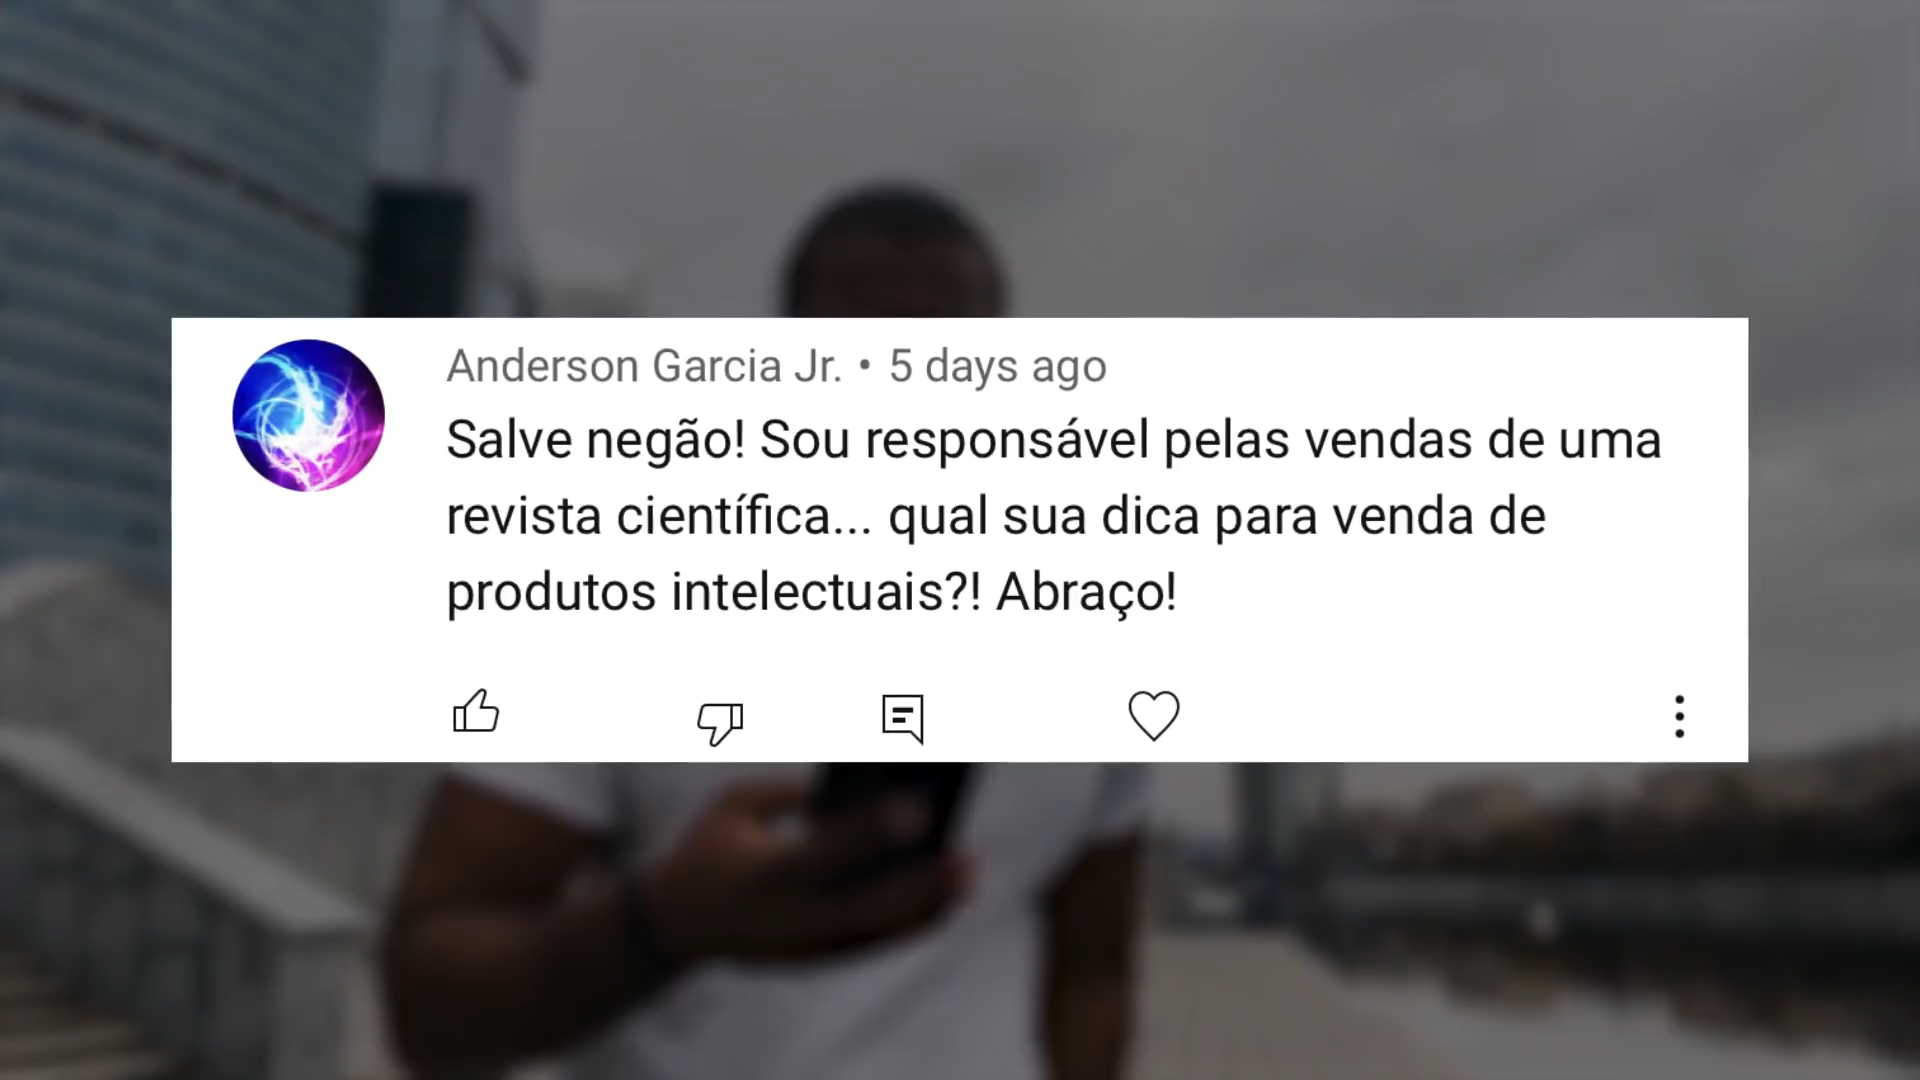 Anderson Garcia Jr. • 5 days ago
Salve negão! Sou responsável pelas vendas de uma
revista científica... qual sua dica para venda de
produtos intelectuais?! Abraço!